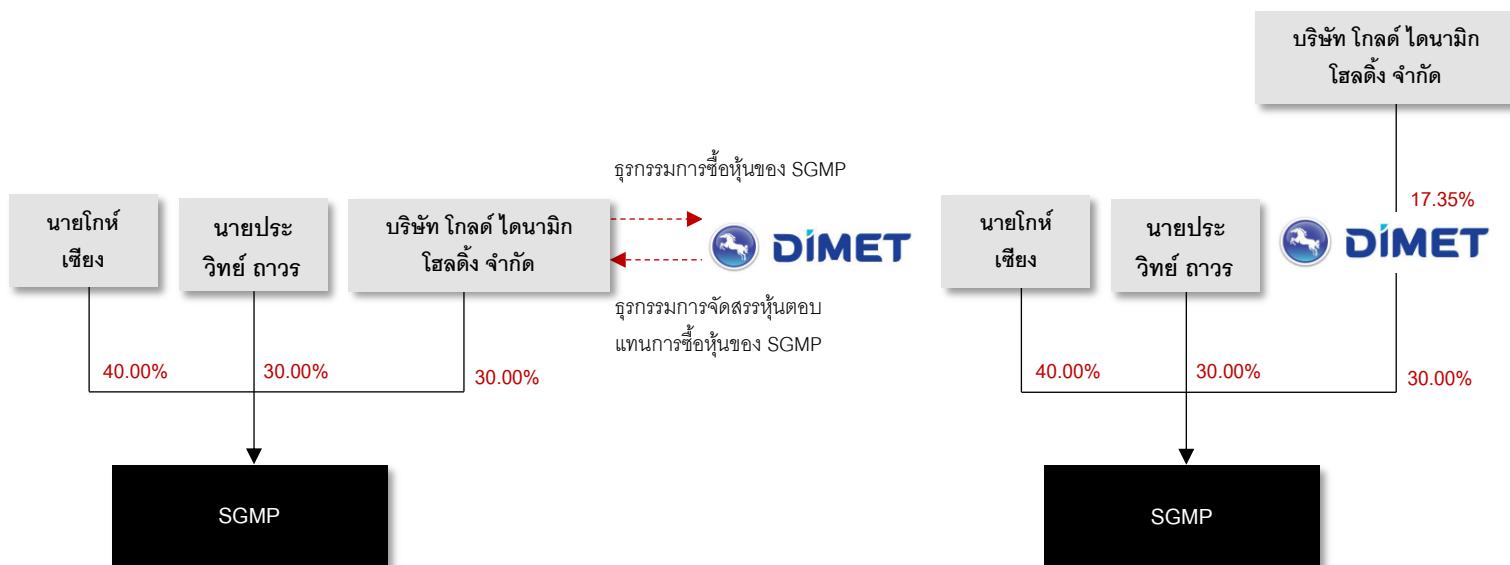 นายโกห์
เซียง
นายประ
วิทย์ ถาวร
บริษัท โกลด์ ไดนามิก
โฮลดิ้ง จำกัด
ธุรกรรมการซื้อหุ้นของ SGMP
DIMET
ธุรกรรมการจัดสรรหุ้นตอบ
แทนการซื้อหุ้นของ SGMP
40.00%
30.00%
30.00%
SGMP
บริษัท โกลด์ ไดนามิก
โฮลดิ้ง จำกัด
17.35%
นายโกห์
เซียง
นายประ
วิทย์ ถาวร
DIMET
40.00%
30.00%
30.00%
SGMP